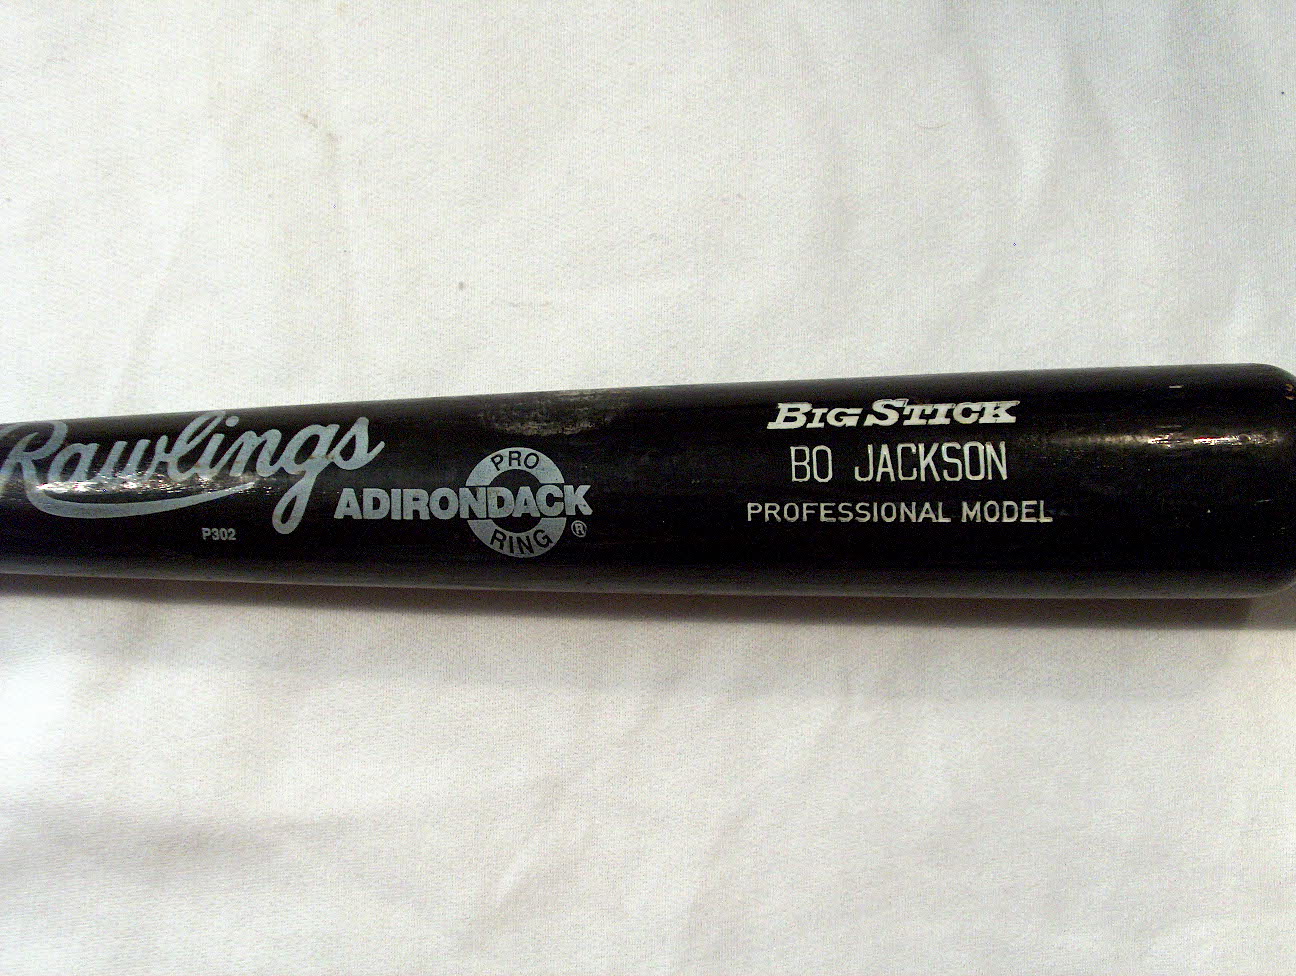 Rawlings
P302
PRO
ADIRONDACK
RING ®
BIG STICK
BO JACKSON
PROFESSIONAL MODEL